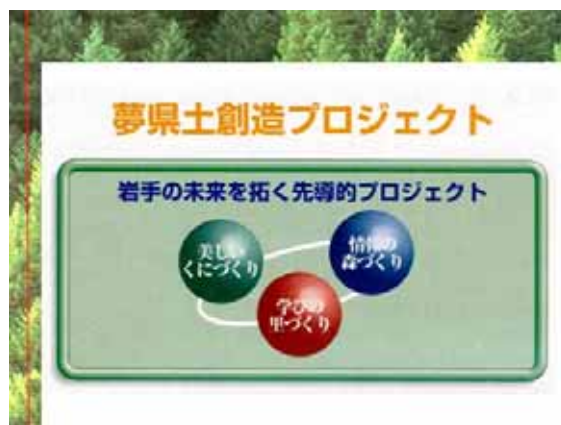 夢県土創造プロジェクト
岩手の未来を拓く先導的プロジェクト
美しい
くにづくり
情報の
森づくり
学びの
里づくり